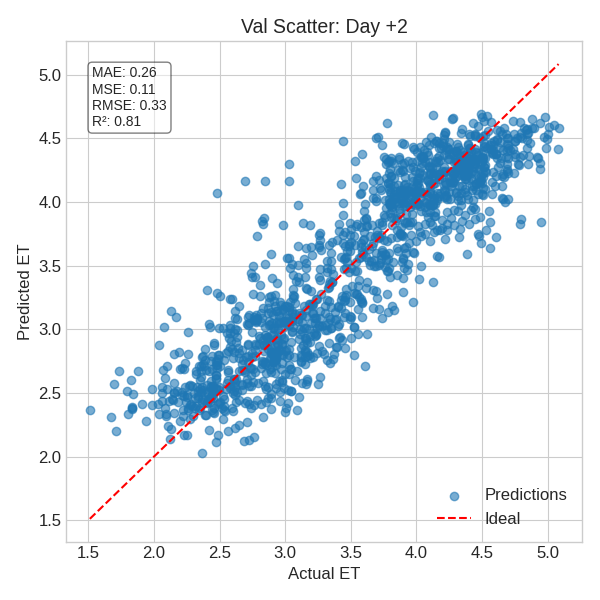 Val Scatter: Day +2
MAE: 0.26
MSE: 0.11
RMSE: 0.33
R²: 0.81
5.0
4.5
4.0
3.5
3.0
2.5
2.0
1.5
Predicted ET
Predictions
Ideal
1.5 2.0 2.5 3.0 3.5 4.0 4.5 5.0
Actual ET